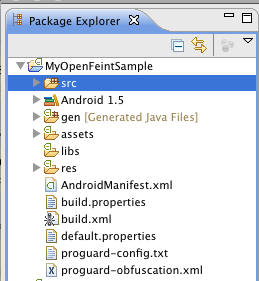 Package Explorer
MyOpenFeintSample
src
Android 1.5
gen [Generated Java Files]
assets
libs
res
AndroidManifest.xml
build.properties
build.xml
default.properties
proguard-config.txt
proguard-obfuscation.xml